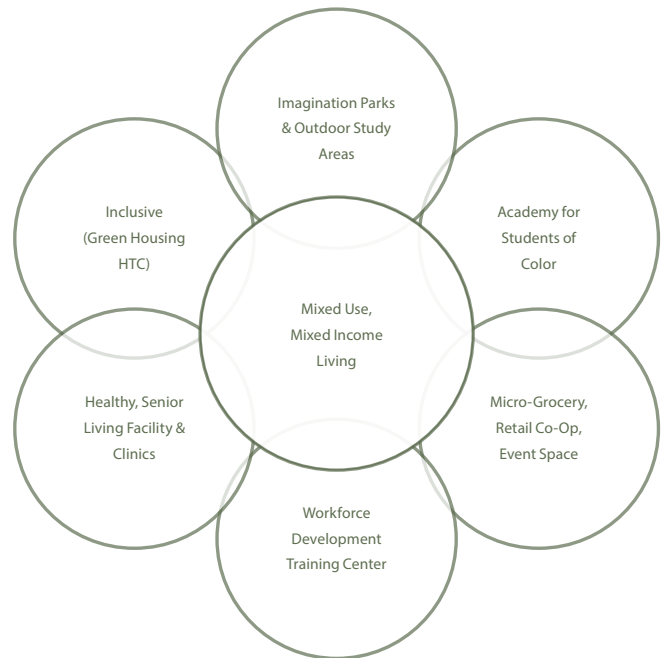 Imagination Parks
& Outdoor Study
Areas
Inclusive
(Green Housing
HTC)
Academy for
Students of
Color
Mixed Use,
Mixed Income
Living
Healthy, Senior
Living Facility &
Clinics
Micro-Grocery,
Retail Co-Op,
Event Space
Workforce
Development
Training Center